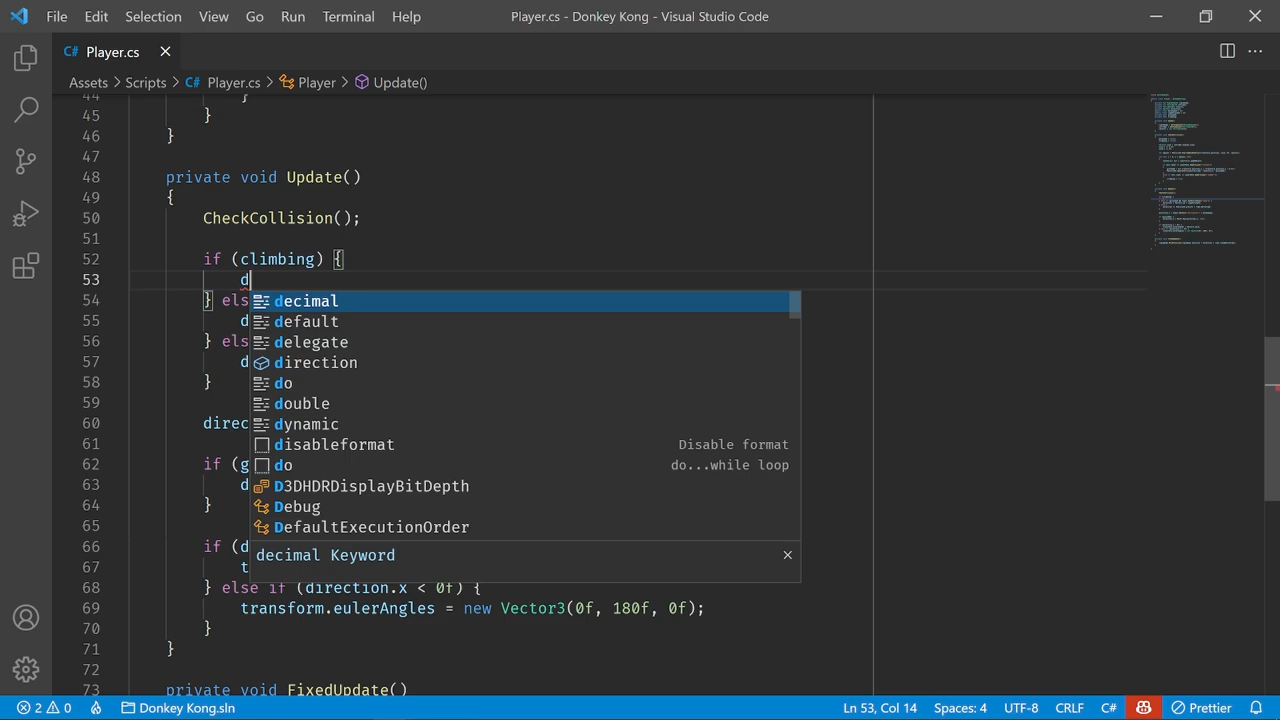 File Edit Selection View Go Run Terminal Help Player.cs - Donkey Kong - Visual Studio Code
C# Player.cs
Assets > Scripts > C# Player.cs > Player > Update()
44 }
45 }
46 }
47
48 private void Update()
49 {
50 CheckCollision();
51
52 if (climbing) {
53 d
54 } els
55 d
56 } els
57 d
58 }
59
60 direc
61
62 if (g
63 d
64 }
65
66 if (d
67 t
68 } else if (direction.x < 0f) {
69 transform.eulerAngles = new Vector3(0f, 180f, 0f);
70 }
71 }
72
73 private void FixedUpdate()
decimal
default
delegate
direction
do
double
dynamic
disableformat Disable format
do do...while loop
D3DHDRDisplayBitDepth
Debug
DefaultExecutionOrder
decimal Keyword
2 0 Donkey Kong.sln Ln 53, Col 14 Spaces: 4 UTF-8 CRLF C# Prettier